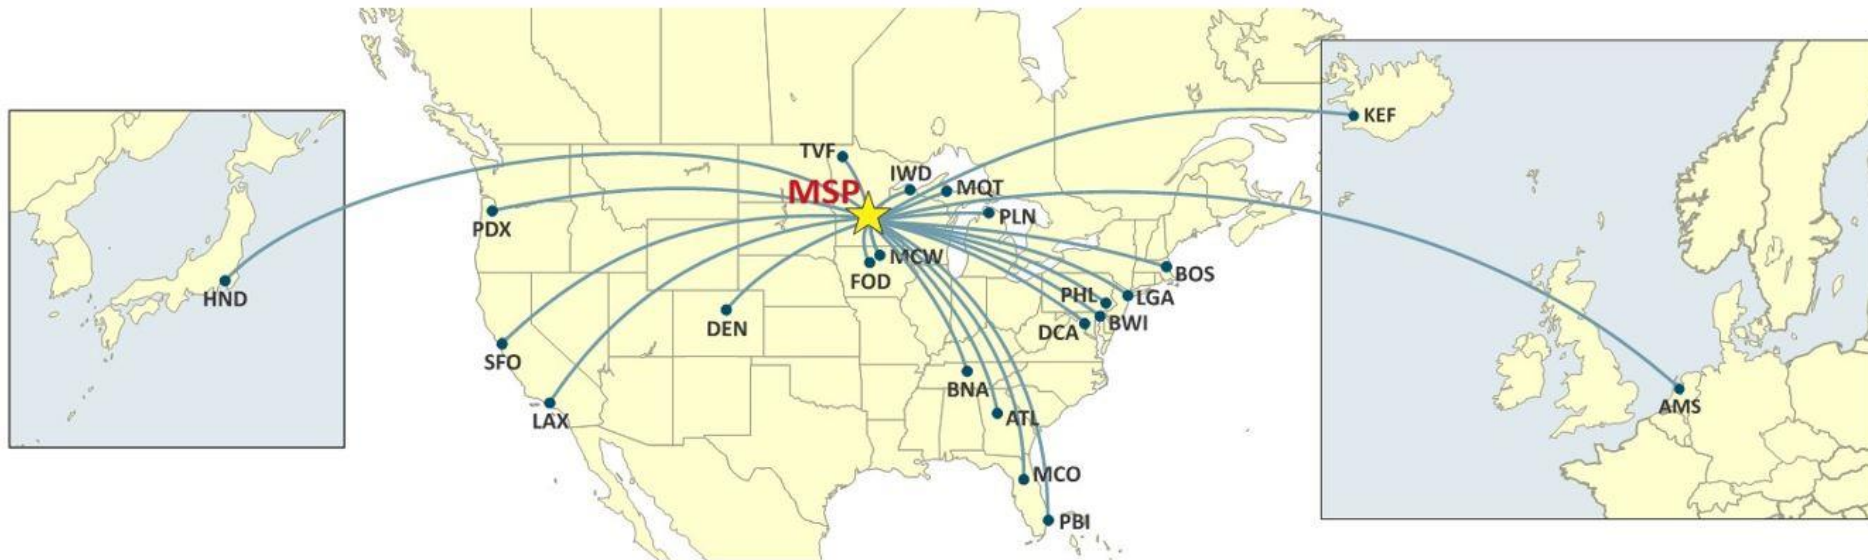 KEF
TVF
IWD
MSP
MQT
PLN
PDX
MCW
FOD
BOS
HND
PHL
LGA
DEN
DCA
BWI
SFO
BNA
AMS
LAX
ATL
MCO
PBI